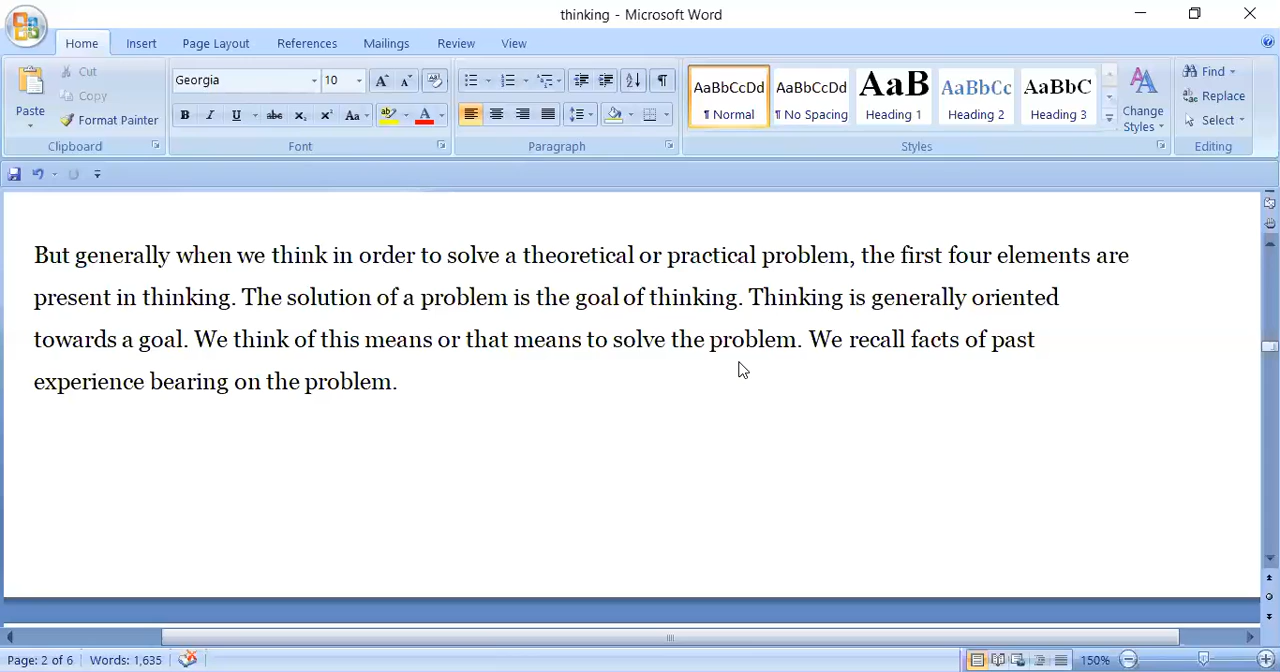 thinking - Microsoft Word
Home Insert Page Layout References Mailings Review View
Paste
Cut
Copy
Format Painter
Clipboard
Georgia 10
B I U abc X₂ X² Aa ab A
Font
Paragraph
AaBbCcDd AaBbCcDd AaB AaBbCc AaBbC
¶ Normal ¶ No Spacing Heading 1 Heading 2 Heading 3
Change Styles
Styles
Find
Replace
Select
Editing
But generally when we think in order to solve a theoretical or practical problem, the first four elements are
present in thinking. The solution of a problem is the goal of thinking. Thinking is generally oriented
towards a goal. We think of this means or that means to solve the problem. We recall facts of past
experience bearing on the problem.
Page: 2 of 6 Words: 1,635 150%